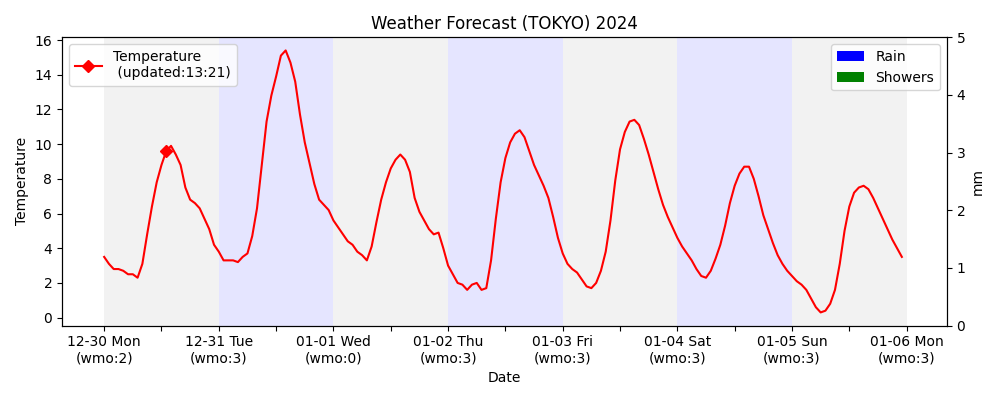 Weather Forecast (TOKYO) 2024
Temperature
(updated:13:21)
Rain
Showers
16
14
12
10
8
6
4
2
0
Temperature
5
4
3
2
1
0
mm
12-30 Mon
(wmo:2)
12-31 Tue
(wmo:3)
01-01 Wed
(wmo:0)
01-02 Thu
(wmo:3)
01-03 Fri
(wmo:3)
01-04 Sat
(wmo:3)
01-05 Sun
(wmo:3)
01-06 Mon
(wmo:3)
Date